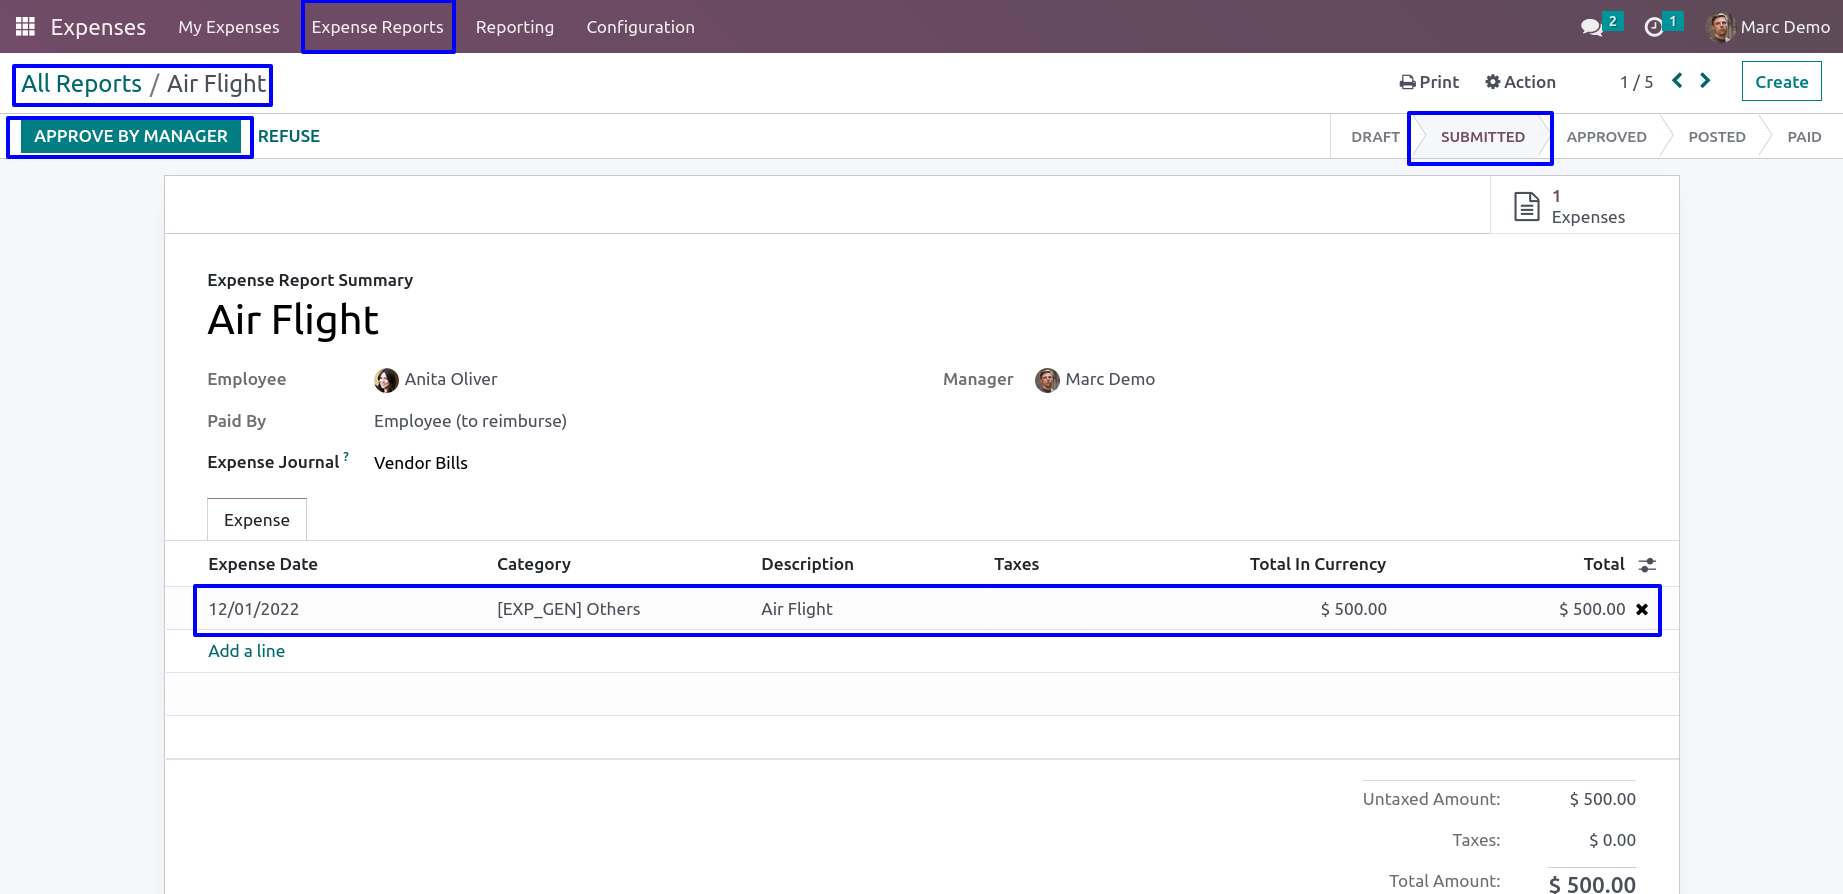 Expenses My Expenses Expense Reports Reporting Configuration 2 1 Marc Demo
All Reports / Air Flight Print Action 1 / 5 Create
APPROVE BY MANAGER REFUSE DRAFT SUBMITTED APPROVED POSTED PAID
1
Expenses
Expense Report Summary
Air Flight
Employee Anita Oliver Manager Marc Demo
Paid By Employee (to reimburse)
Expense Journal ? Vendor Bills
Expense
Expense Date Category Description Taxes Total In Currency Total
12/01/2022 [EXP_GEN] Others Air Flight $ 500.00 $ 500.00
Add a line
Untaxed Amount: $ 500.00
Taxes: $ 0.00
Total Amount: $ 500.00